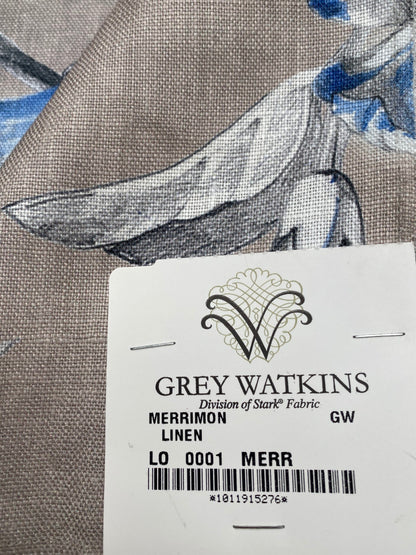 GREY WATKINS
Division of Stark® Fabric
MERRIMON GW
LINEN
LO 0001 MERR
*1011915276*